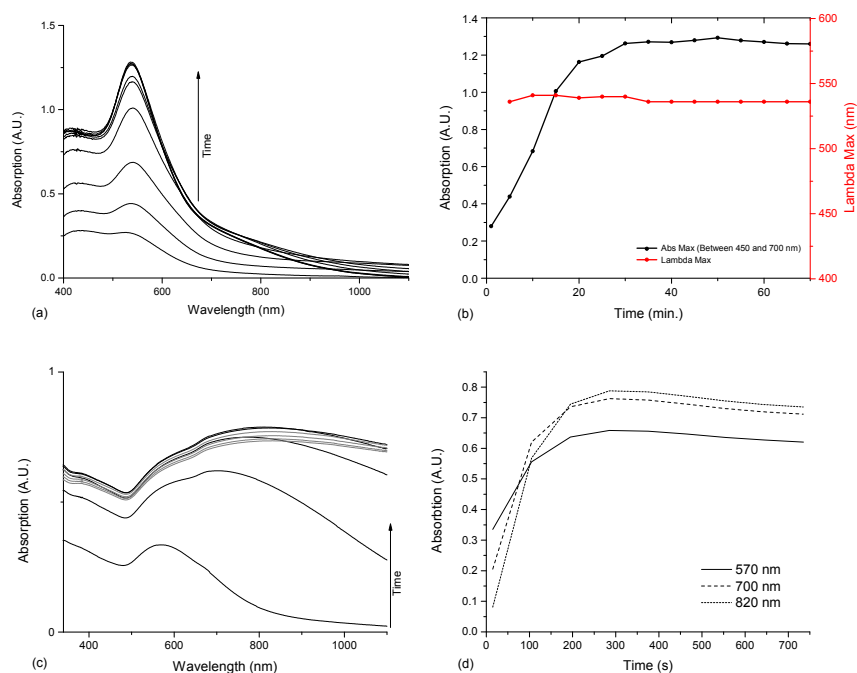 1.5
1.0
0.5
0.0
400
600
800
1000
Absorption (A.U.)
Wavelength (nm)
Time
(a)
1.4
1.2
1.0
0.8
0.6
0.4
0.2
0.0
0
20
40
60
600
550
500
450
400
Absorption (A.U.)
Lambda Max (nm)
Abs Max (Between 450 and 700 nm)
Lambda Max
Time (min.)
(b)
1
0
0
400
600
800
1000
Absorption (A.U.)
Wavelength (nm)
Time
(c)
0.8
0.7
0.6
0.5
0.4
0.3
0.2
0.1
0.0
0
100
200
300
400
500
600
700
Absorbtion (A.U.)
570 nm
700 nm
820 nm
Time (s)
(d)